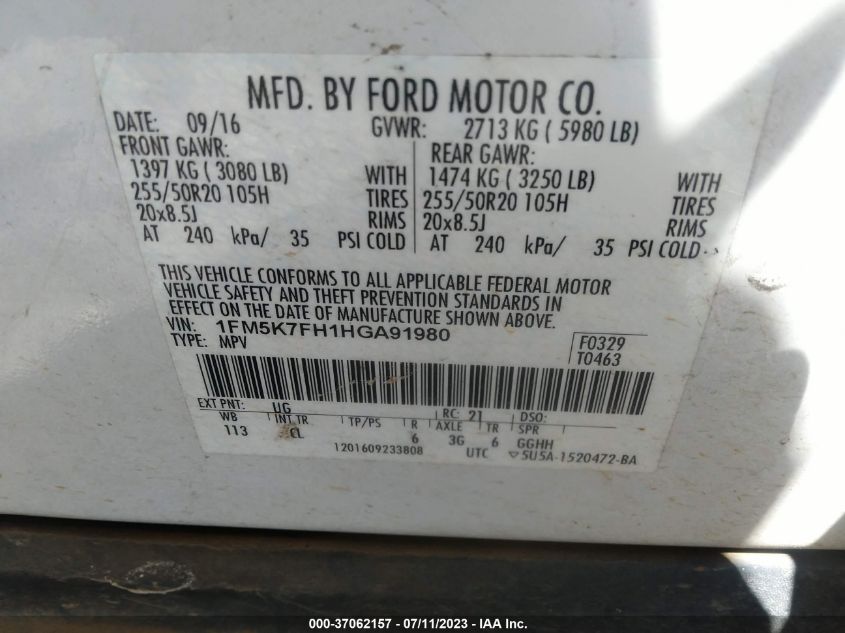 MFD. BY FORD MOTOR CO.
DATE: 09/16 GVWR: 2713 KG ( 5980 LB)
FRONT GAWR: REAR GAWR:
1397 KG ( 3080 LB) WITH 1474 KG ( 3250 LB) WITH
255/50R20 105H TIRES 255/50R20 105H TIRES
20x8.5J RIMS 20x8.5J RIMS
AT 240 kPa/ 35 PSI COLD AT 240 kPa/ 35 PSI COLD
THIS VEHICLE CONFORMS TO ALL APPLICABLE FEDERAL MOTOR
VEHICLE SAFETY AND THEFT PREVENTION STANDARDS IN
EFFECT ON THE DATE OF MANUFACTURE SHOWN ABOVE.
VIN: 1FM5K7FH1HGA91980
TYPE: MPV
F0329
T0463
EXT PNT: UG RC: 21 DSO:
WB INT TR TP/PS R AXLE TR SPR
113 CL 6 3G 6 GGHH
1201609233808 UTC ▽5U5A-1520472-BA
000-37062157 - 07/11/2023 - IAA Inc.